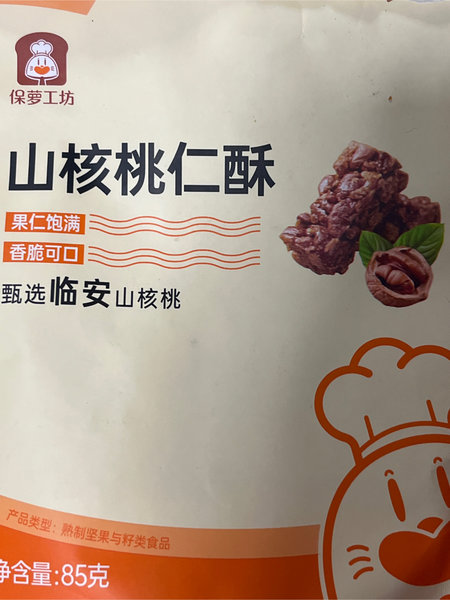 保萝工坊
山核桃仁酥
果仁饱满
香脆可口
甄选临安山核桃
产品类型：熟制坚果与籽类食品
净含量:85克